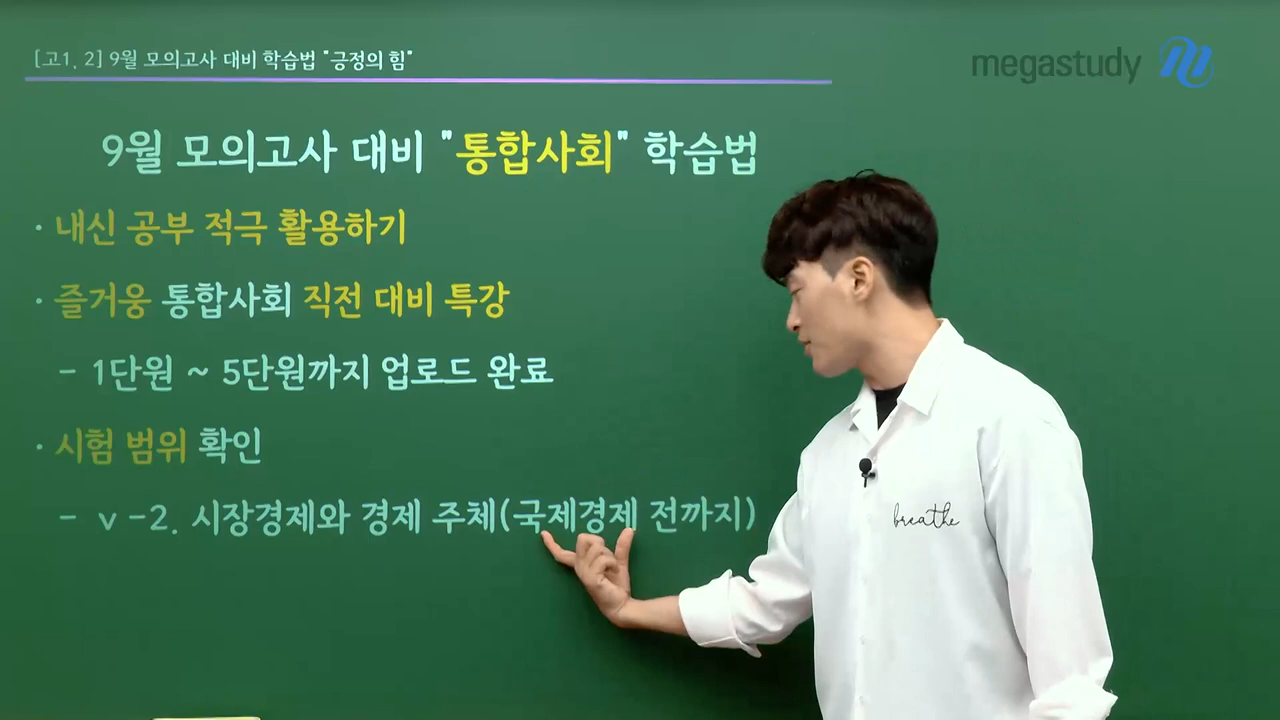 [고1, 2] 9월 모의고사 대비 학습법 "긍정의 힘"
megastudy
9월 모의고사 대비 "통합사회" 학습법
· 내신 공부 적극 활용하기
· 즐거웅 통합사회 직전 대비 특강
- 1단원 ~ 5단원까지 업로드 완료
· 시험 범위 확인
- v -2. 시장경제와 경제 주체(국제경제 전까지)
breathe